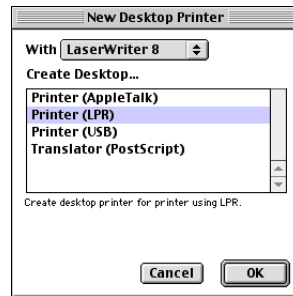 New Desktop Printer
With LaserWriter 8
Create Desktop...
Printer (AppleTalk)
Printer (LPR)
Printer (USB)
Translator (PostScript)
Create desktop printer for printer using LPR.
Cancel OK